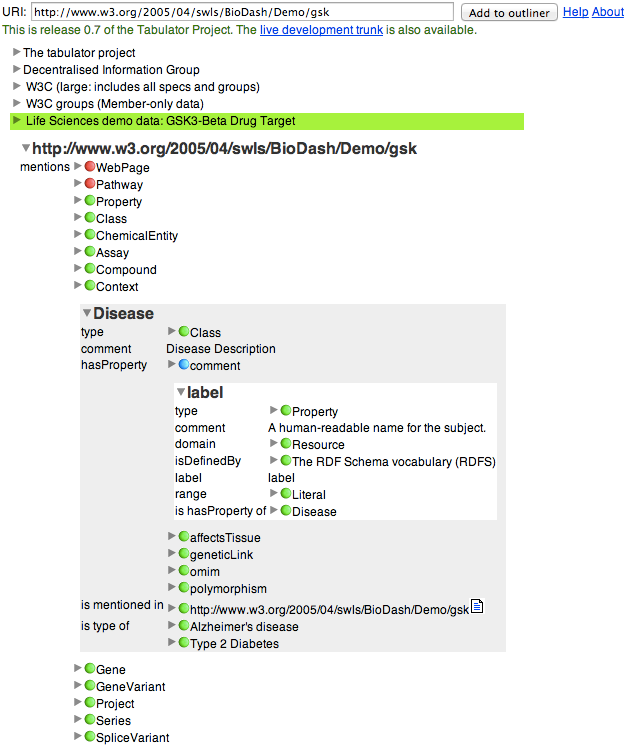 URI: http://www.w3.org/2005/04/swls/BioDash/Demo/gsk Add to outliner Help About
This is release 0.7 of the Tabulator Project. The live development trunk is also available.
The tabulator project
Decentralised Information Group
W3C (large: includes all specs and groups)
W3C groups (Member-only data)
Life Sciences demo data: GSK3-Beta Drug Target
http://www.w3.org/2005/04/swls/BioDash/Demo/gsk
mentions WebPage
Pathway
Property
Class
ChemicalEntity
Assay
Compound
Context
Disease
type Class
comment Disease Description
hasProperty comment
label
type Property
comment A human-readable name for the subject.
domain Resource
isDefinedBy The RDF Schema vocabulary (RDFS)
label label
range Literal
is hasProperty of Disease
affectsTissue
geneticLink
omim
polymorphism
is mentioned in http://www.w3.org/2005/04/swls/BioDash/Demo/gsk
is type of Alzheimer's disease
Type 2 Diabetes
Gene
GeneVariant
Project
Series
SpliceVariant